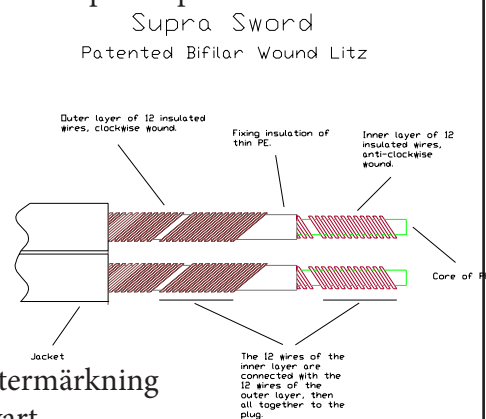 Supra Sword
Patented Bifilar Wound Litz
Outer layer of 12 insulated
wires, clockwise wound.
Fixing insulation of
thin PE.
Inner layer of 12
insulated wires,
anti-clockwise
wound.
Core of
Jacket
The 12 wires of the
inner layer are
connected with the
12 wires of the
outer layer, then
all together to the
plug.
termärkning